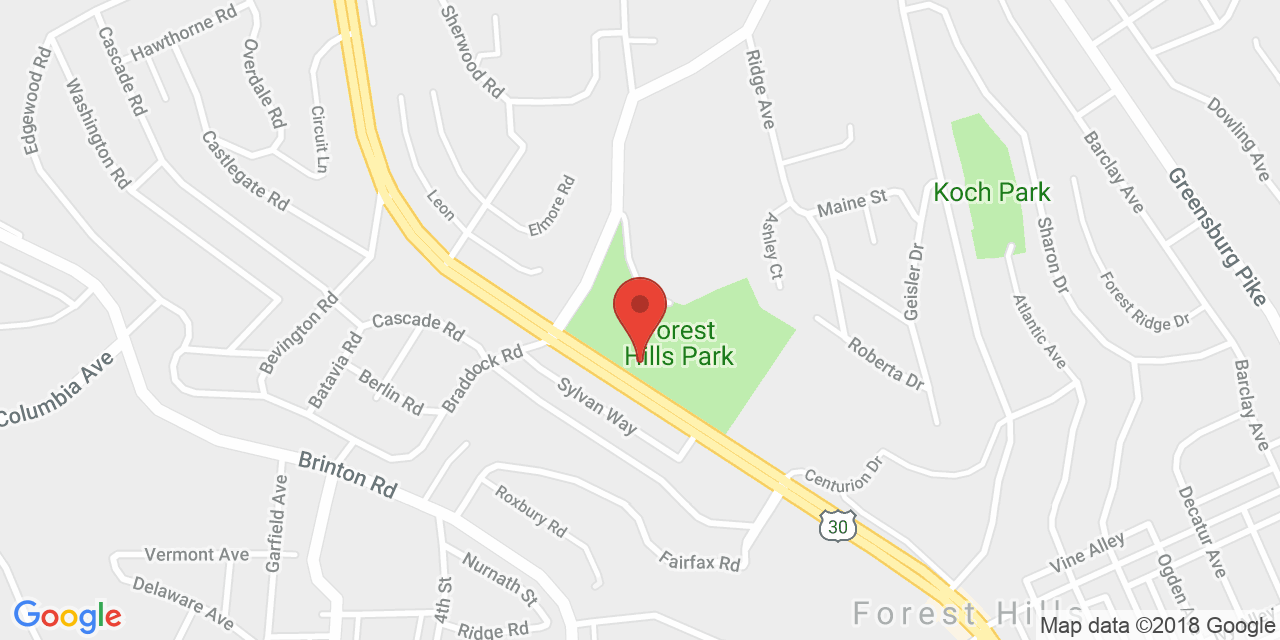 Sherwood Rd
Hawthorne Rd
Cascade Rd
Overdale Rd
Edgewood Rd
Washington Rd
Circuit Ln
Ridge Ave
Dowling Ave
Castlegate Rd
Barclay Ave
Greensburg Pike
Leon
Elmore Rd
Maine St
Koch Park
Ashley Ct
Sharon Dr
Geisler Dr
Forest Ridge Dr
Bevington Rd
Cascade Rd
Batavia Rd
Forest
Hills Park
Atlantic Ave
Roberta Dr
Columbia Ave
Berlin Rd
Braddock Rd
Sylvan Way
Barclay Ave
Brinton Rd
Centurion Dr
Garfield Ave
Roxbury Rd
30
Decatur Ave
Vermont Ave
Fairfax Rd
Vine Alley
Ogden A
Delaware Ave
Nurnath St
4th St
Ridge Rd
Forest Hills
Google
Map data ©2018 Google